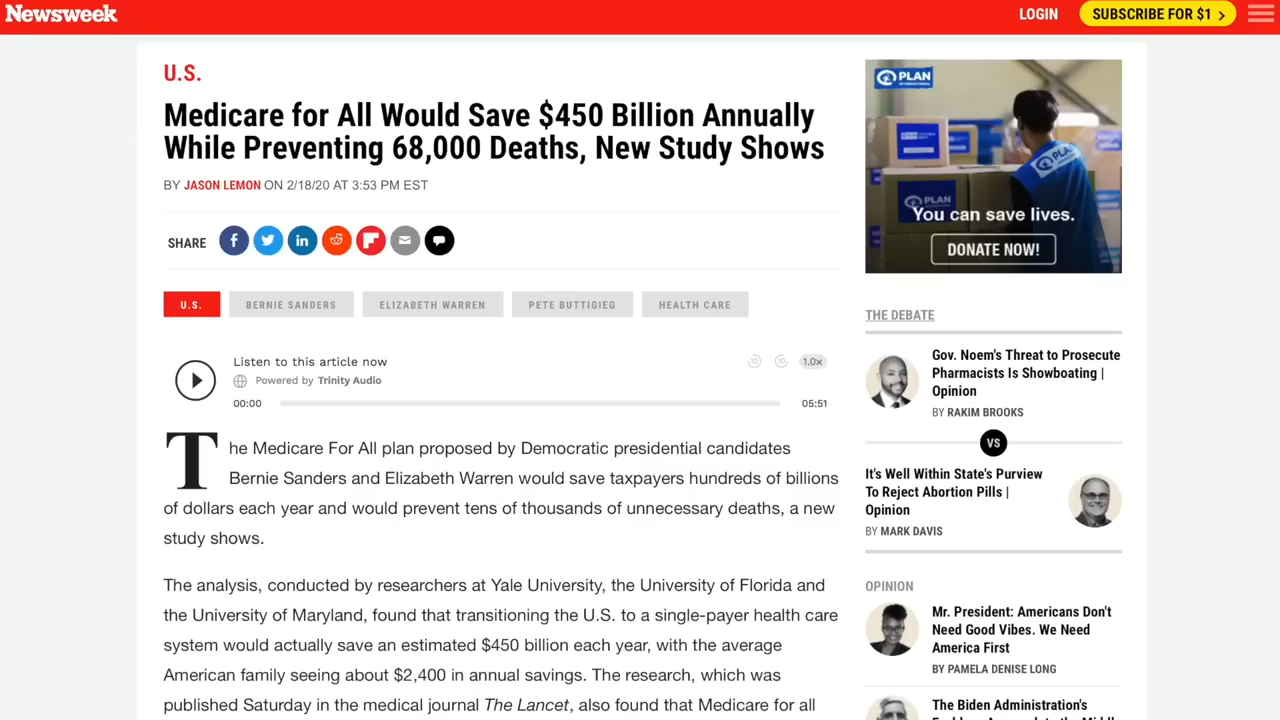 Newsweek
LOGIN
SUBSCRIBE FOR $1 >
U.S.
Medicare for All Would Save $450 Billion Annually
While Preventing 68,000 Deaths, New Study Shows
BY JASON LEMON ON 2/18/20 AT 3:53 PM EST
SHARE
U.S.
BERNIE SANDERS
ELIZABETH WARREN
PETE BUTTIGIEG
HEALTH CARE
Listen to this article now
10
10
1.0x
Powered by Trinity Audio
00:00
05:51
The Medicare For All plan proposed by Democratic presidential candidates
Bernie Sanders and Elizabeth Warren would save taxpayers hundreds of billions
of dollars each year and would prevent tens of thousands of unnecessary deaths, a new
study shows.
The analysis, conducted by researchers at Yale University, the University of Florida and
the University of Maryland, found that transitioning the U.S. to a single-payer health care
system would actually save an estimated $450 billion each year, with the average
American family seeing about $2,400 in annual savings. The research, which was
published Saturday in the medical journal The Lancet, also found that Medicare for all
PLAN
INTERNATIONAL
PLAN
PLAN
You can save lives.
DONATE NOW!
THE DEBATE
Gov. Noem's Threat to Prosecute
Pharmacists Is Showboating |
Opinion
BY RAKIM BROOKS
VS
It's Well Within State's Purview
To Reject Abortion Pills |
Opinion
BY MARK DAVIS
OPINION
Mr. President: Americans Don't
Need Good Vibes. We Need
America First
BY PAMELA DENISE LONG
The Biden Administration's